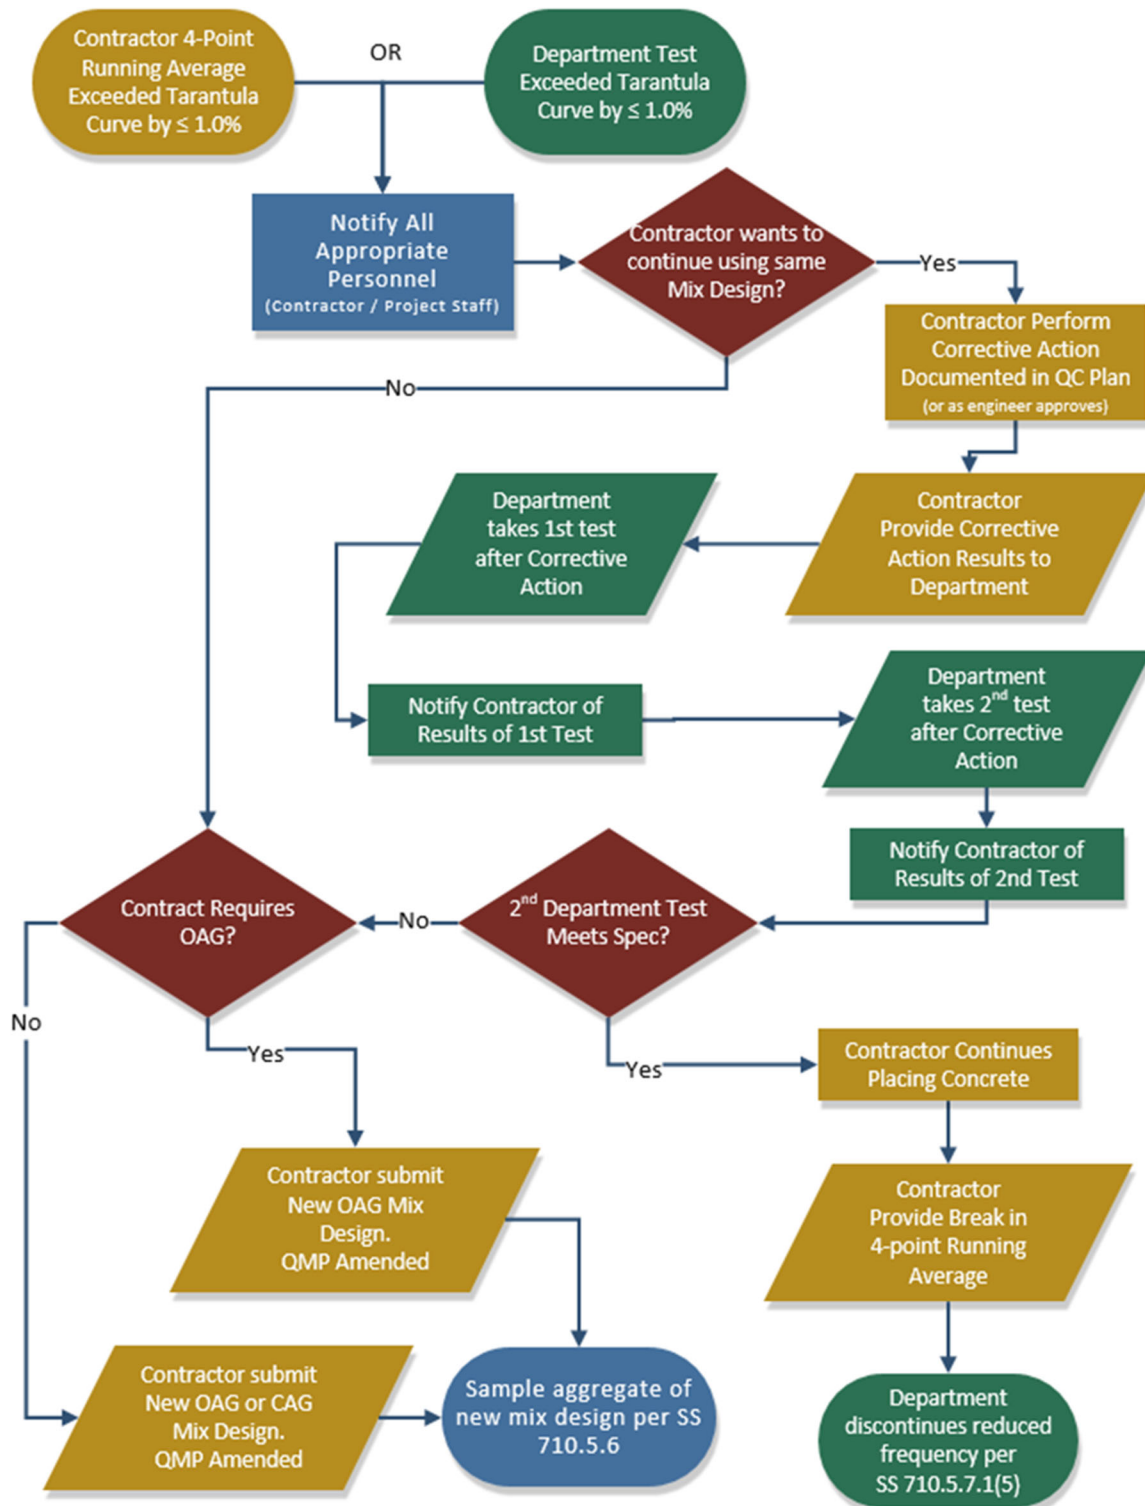 Contractor 4-Point
Running Average
Exceeded Tarantula
Curve by ≤ 1.0%
OR
Department Test
Exceeded Tarantula
Curve by ≤ 1.0%
Notify All
Appropriate
Personnel
(Contractor / Project Staff)
Contractor wants to
continue using same
Mix Design?
Yes
No
Contractor Perform
Corrective Action
Documented in QC Plan
(or as engineer approves)
Contractor
Provide Corrective
Action Results to
Department
Department
takes 1st test
after Corrective
Action
Notify Contractor of
Results of 1st Test
Department
takes 2nd test
after Corrective
Action
Notify Contractor of
Results of 2nd Test
2nd Department Test
Meets Spec?
No
Contract Requires
OAG?
No
Yes
Yes
Contractor Continues
Placing Concrete
Contractor submit
New OAG Mix
Design.
QMP Amended
Contractor
Provide Break in
4-point Running
Average
Contractor submit
New OAG or CAG
Mix Design.
QMP Amended
Sample aggregate of
new mix design per SS
710.5.6
Department
discontinues reduced
frequency per
SS 710.5.7.1(5)